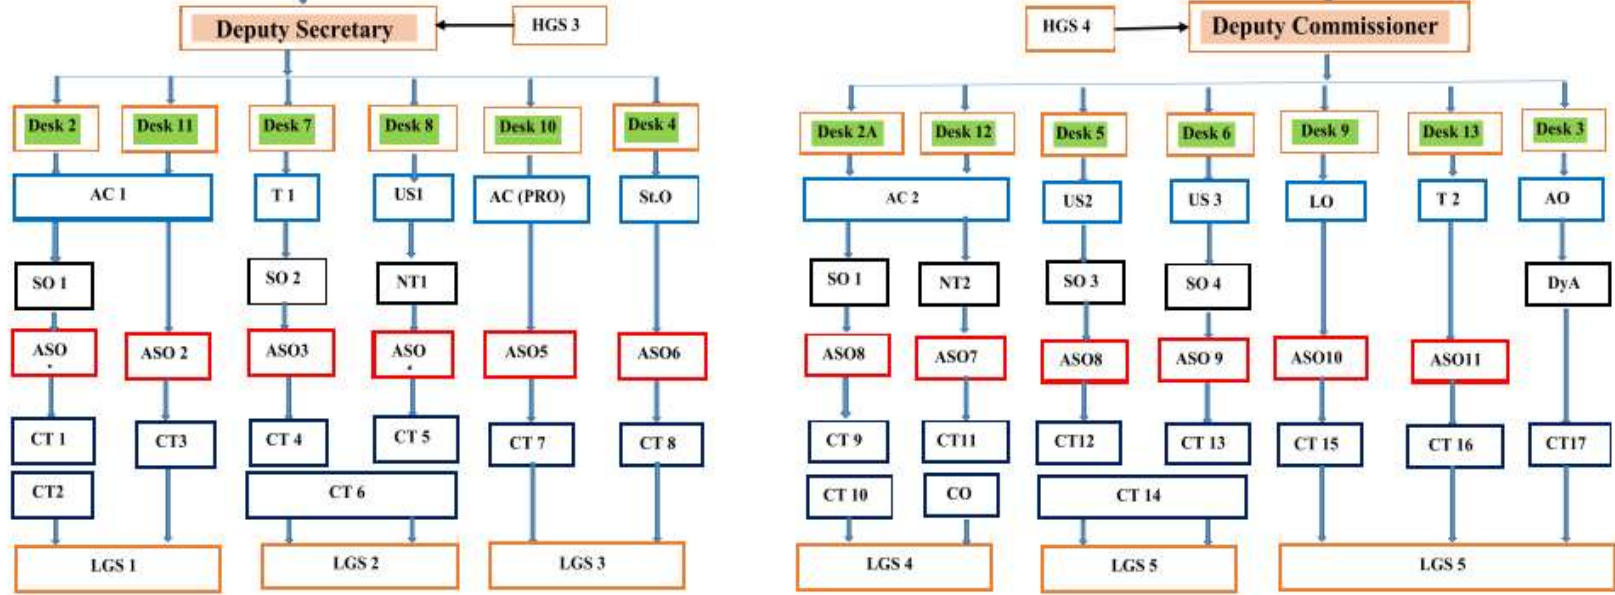 Deputy Secretary
HGS 3
HGS 4
Deputy Commissioner
Desk 2
Desk 11
Desk 7
Desk 8
Desk 10
Desk 4
Desk 2A
Desk 12
Desk 5
Desk 6
Desk 9
Desk 13
Desk 3
AC 1
T 1
US1
AC (PRO)
St.O
AC 2
US2
US 3
LO
T 2
AO
SO 1
SO 2
NT1
SO 1
NT2
SO 3
SO 4
DyA
ASO
ASO 2
ASO3
ASO
ASO5
ASO6
ASO8
ASO7
ASO8
ASO 9
ASO10
ASO11
CT 1
CT3
CT 4
CT 5
CT 7
CT 8
CT 9
CT11
CT12
CT 13
CT 15
CT 16
CT17
CT2
CT 6
CT 10
CO
CT 14
LGS 1
LGS 2
LGS 3
LGS 4
LGS 5
LGS 5